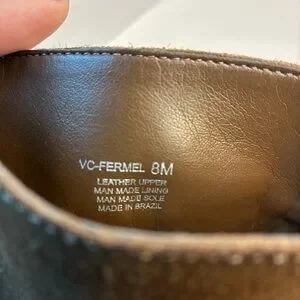 VC-FERMEL 8M
LEATHER UPPER
MAN MADE LINING
MAN MADE SOLE
MADE IN BRAZIL